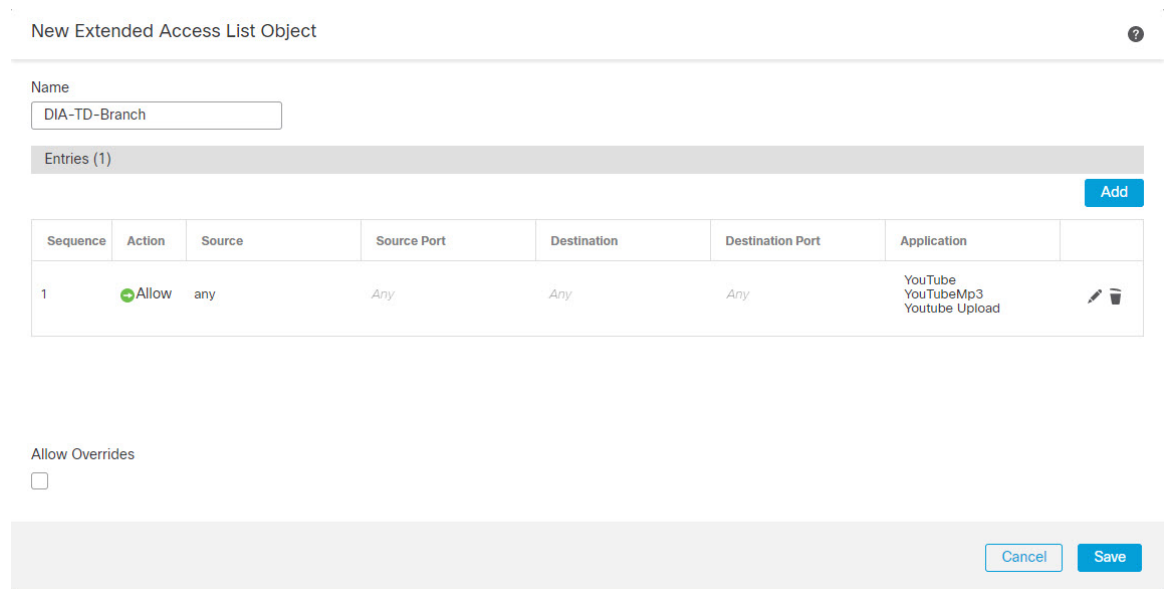 New Extended Access List Object
?
Name
DIA-TD-Branch
Entries (1)
Add
Sequence Action Source Source Port Destination Destination Port Application
1 Allow any Any Any Any YouTube
YouTubeMp3
Youtube Upload
Allow Overrides
Cancel Save